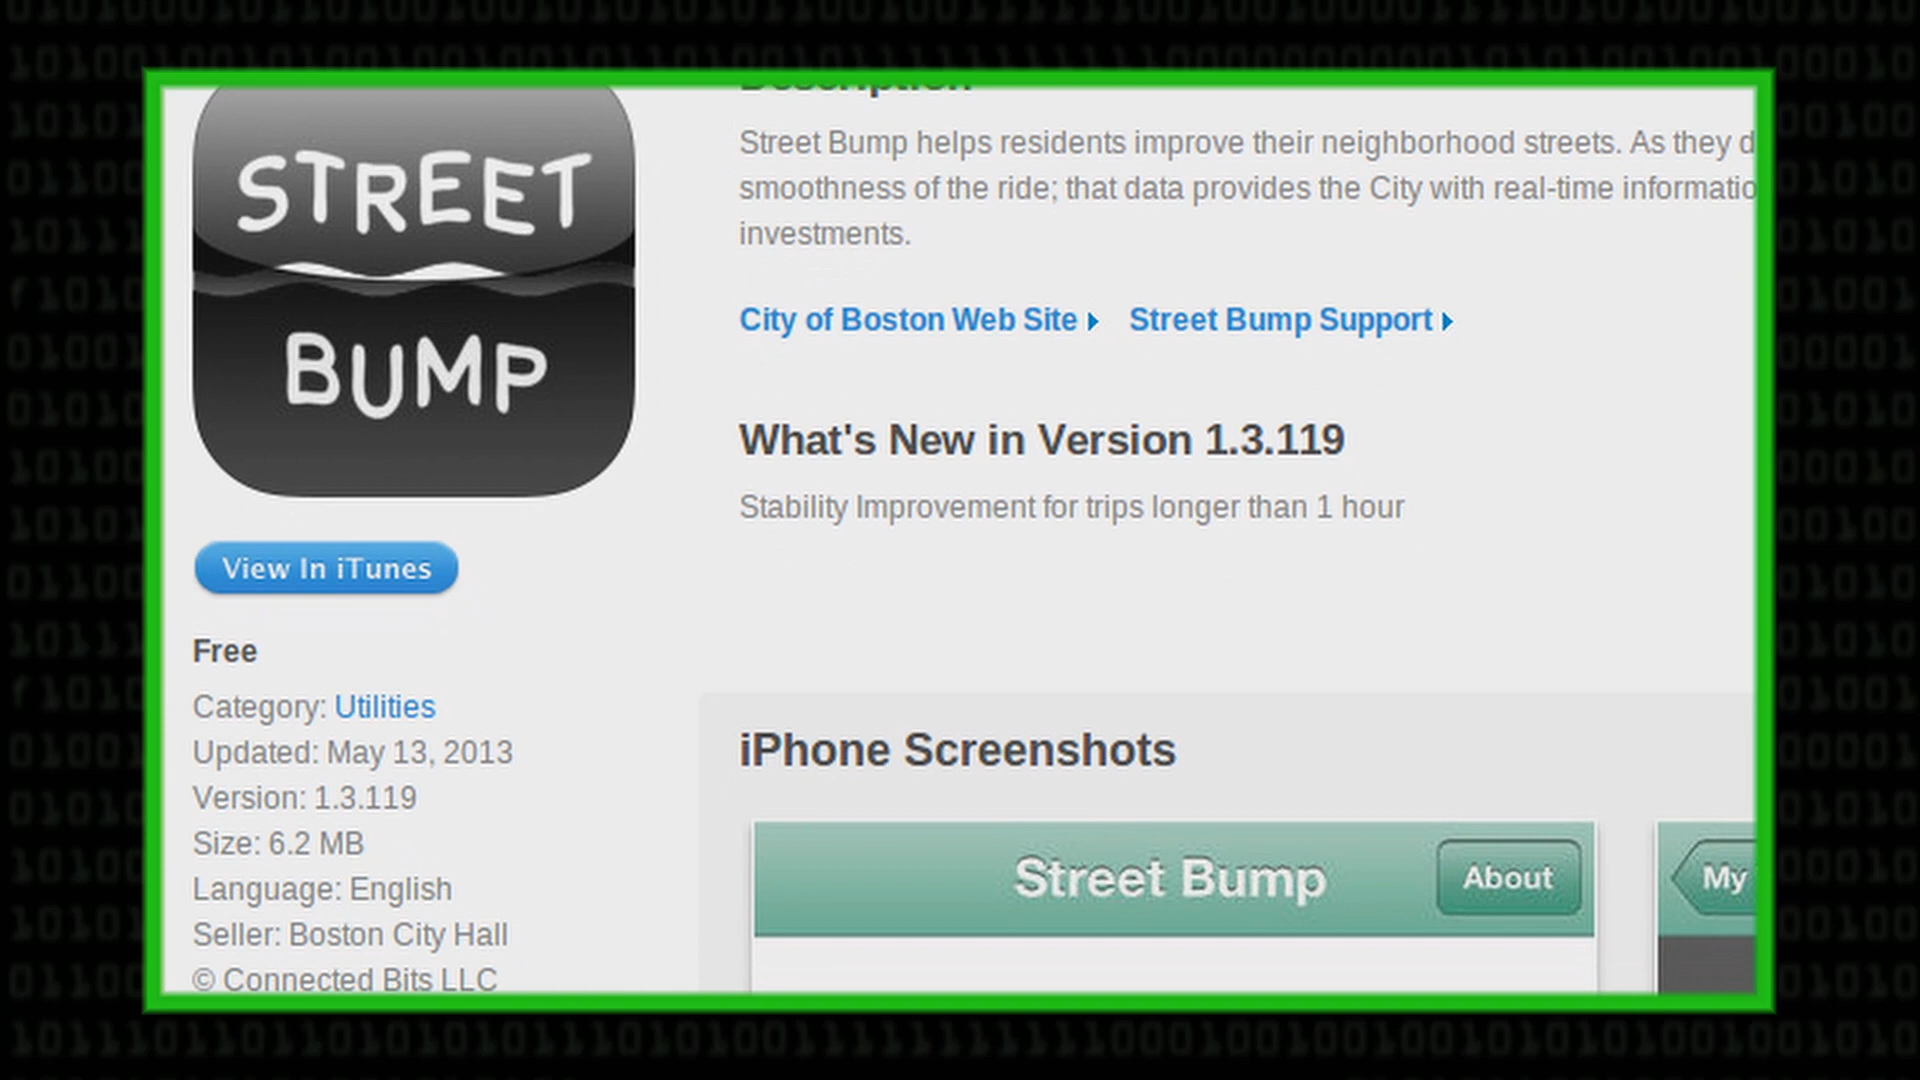 STREET
BUMP
View In iTunes
Free
Category: Utilities
Updated: May 13, 2013
Version: 1.3.119
Size: 6.2 MB
Language: English
Seller: Boston City Hall
© Connected Bits LLC
Description
Street Bump helps residents improve their neighborhood streets. As they d
smoothness of the ride; that data provides the City with real-time informatio
investments.
City of Boston Web Site Street Bump Support
What's New in Version 1.3.119
Stability Improvement for trips longer than 1 hour
iPhone Screenshots
Street Bump About
My